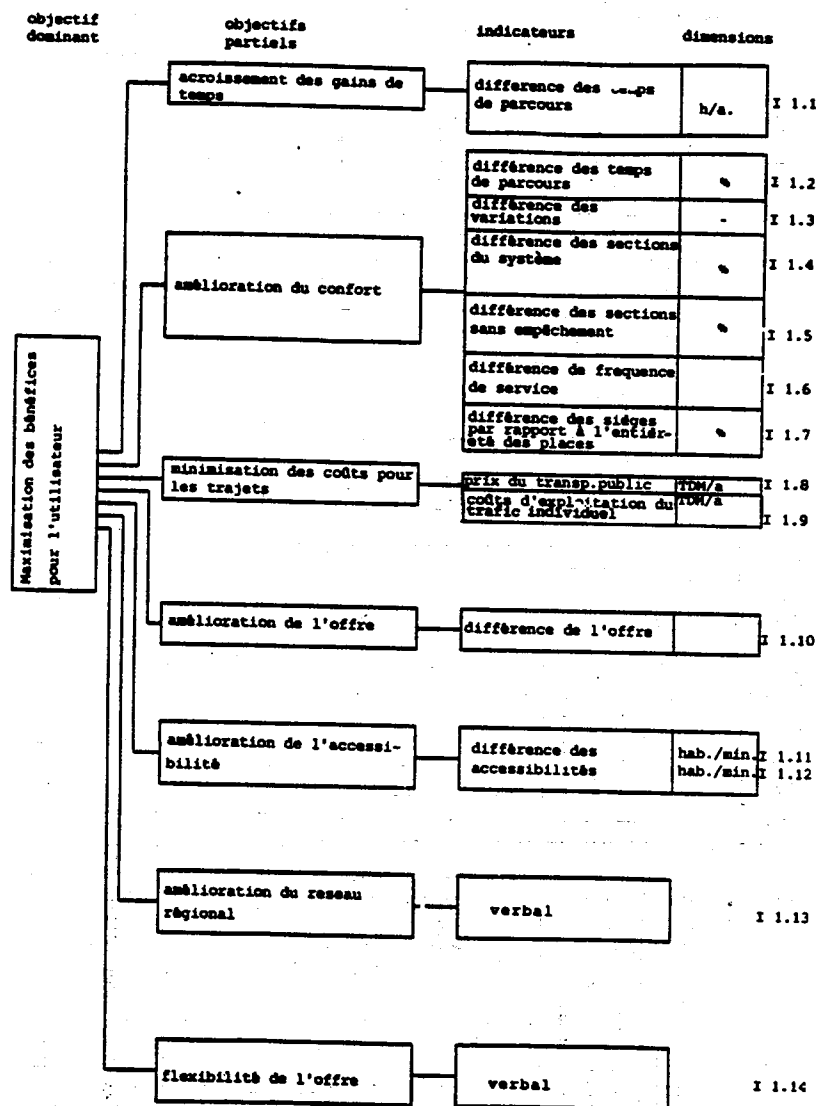 objectif
dominant
objectifs
partiels
indicateurs
dimensions
acroissement des gains de
temps
difference des
de parcours
h/a.
I 1.1
différence des temps
de parcours
%
I 1.2
différence des
variations
-
I 1.3
différence des sections
du système
%
I 1.4
amélioration du confort
différence des sections
sans empêchement
%
I 1.5
différence de frequence
de service
I 1.6
différence des siéges
par rapport à l'entiér-
eté des places
%
I 1.7
Maximisation des bénéfices
pour l'utilisateur
minimisation des coûts pour
les trajets
prix du transp.public
TDM/a
I 1.8
coûts d'exploitation du
trafic individuel
TDM/a
I 1.9
amélioration de l'offre
différence de l'offre
I 1.10
amélioration de l'accessi-
bilité
différence des
accessibilités
hab./min.
I 1.11
hab./min.
I 1.12
amélioration du reseau
régional
verbal
I 1.13
flexibilité de l'offre
verbal
I 1.14